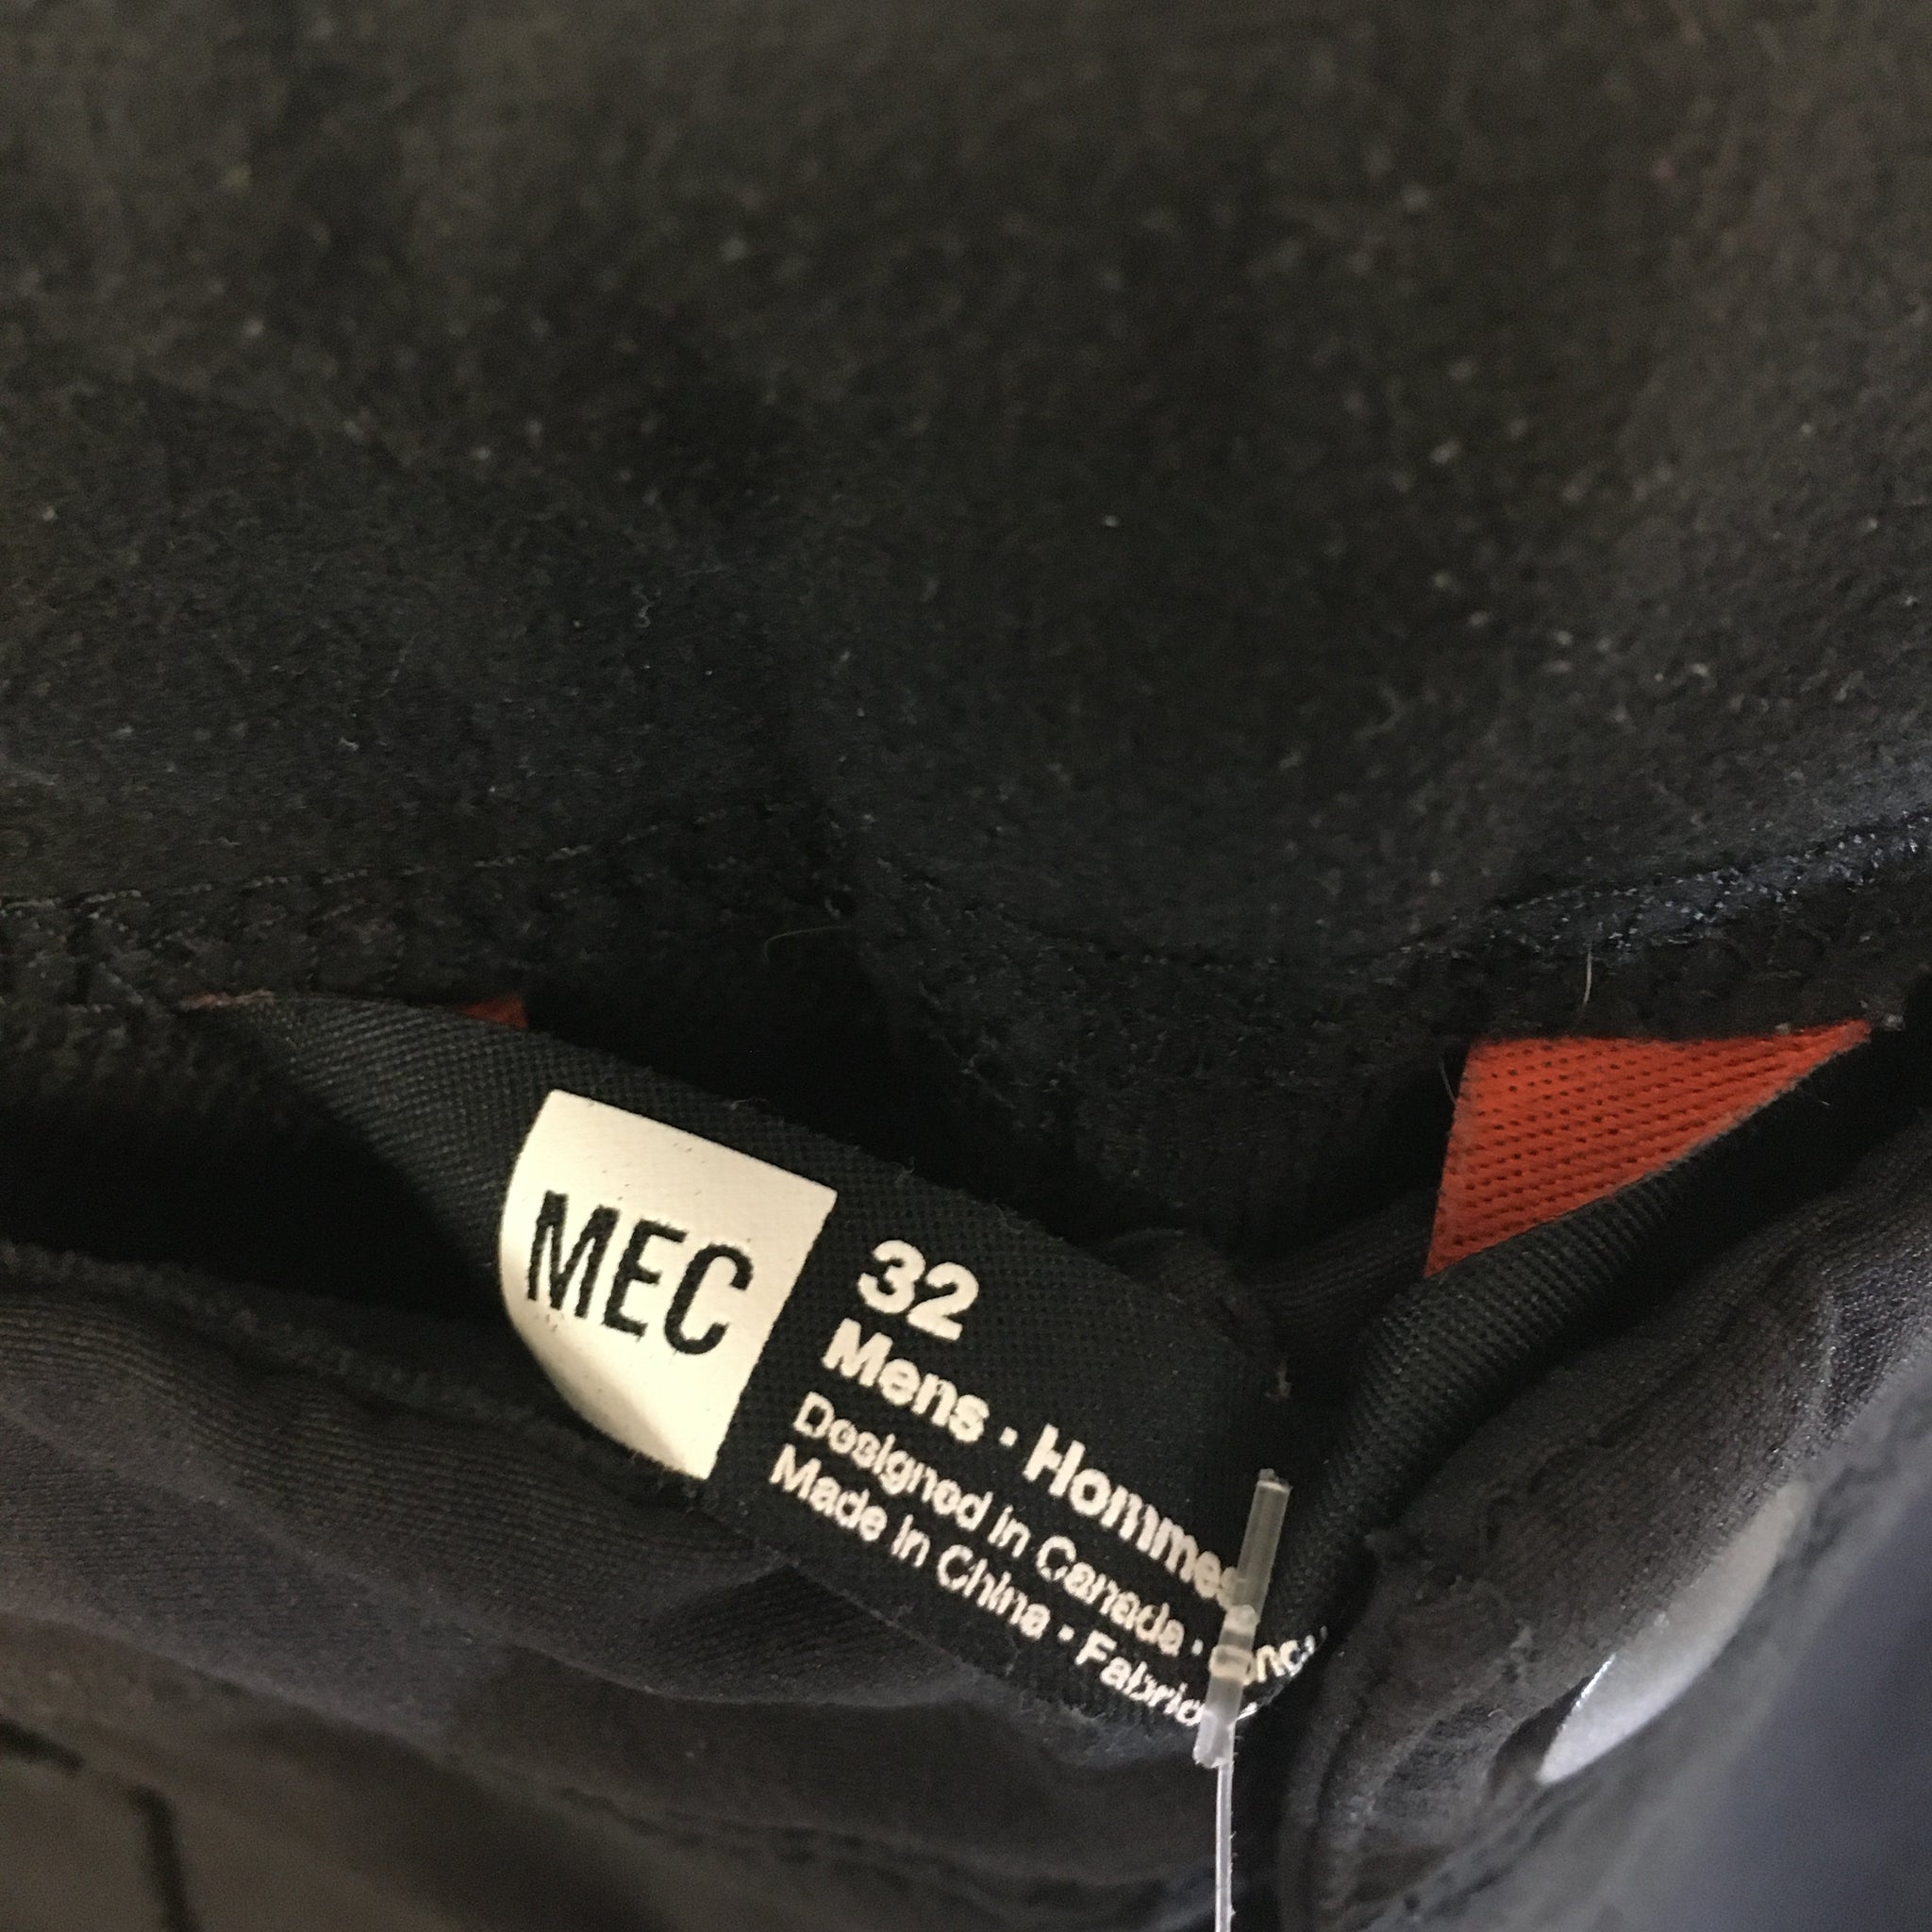 MEC
32
Mens · Hommes
Designed in Canada ·
Made in China ·